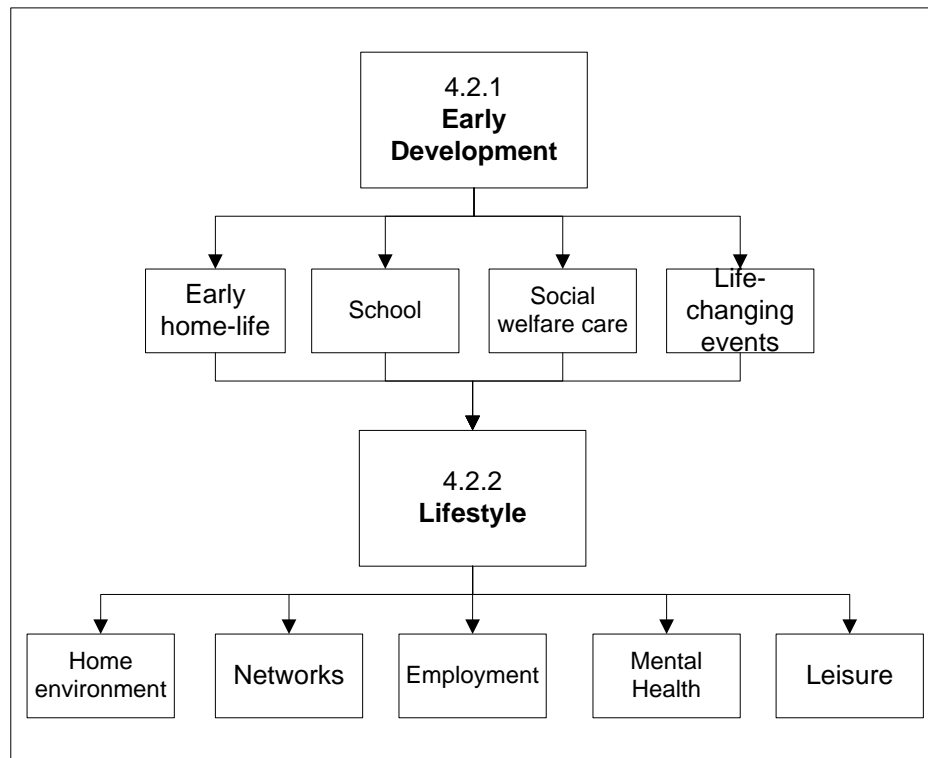 4.2.1
Early
Development
Early
home-life
School
Social
welfare care
Life-
changing
events
4.2.2
Lifestyle
Home
environment
Networks
Employment
Mental
Health
Leisure